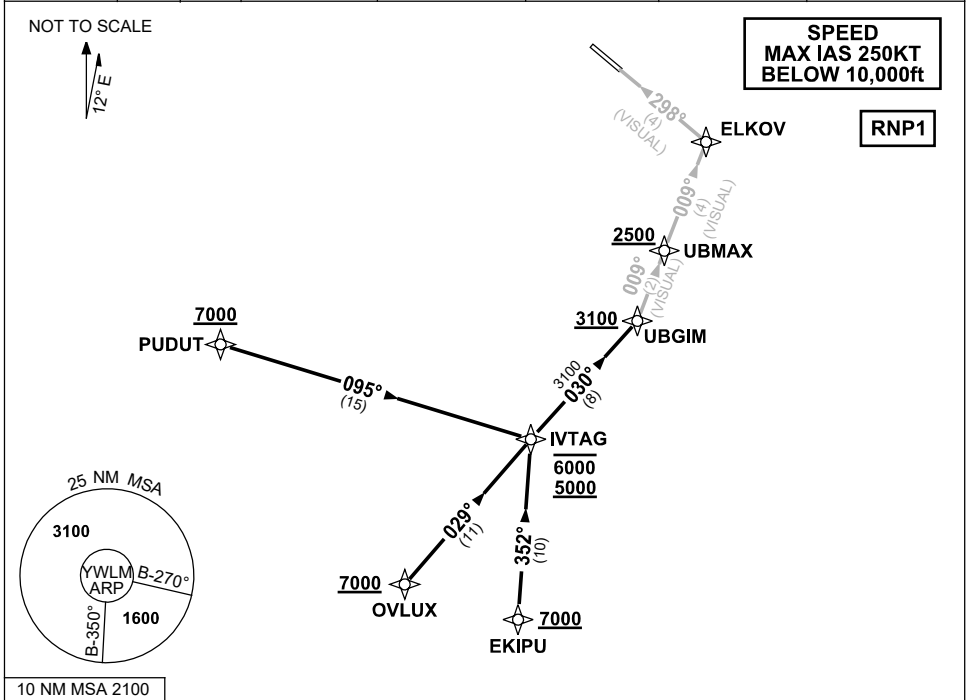 NOT TO SCALE
12° E
SPEED
MAX IAS 250KT
BELOW 10,000ft
RNP1
298°
(4)
(VISUAL)
ELKOV
009°
(4)
(VISUAL)
2500
UBMAX
009°
(2)
(VISUAL)
7000
PUDUT
3100
UBGIM
095°
(15)
3100
030°
(8)
IVTAG
6000
5000
029°
(11)
352°
(10)
7000
OVLUX
7000
EKIPU
25 NM MSA
3100
YWLM
ARP
B-270°
B-350°
1600
10 NM MSA 2100